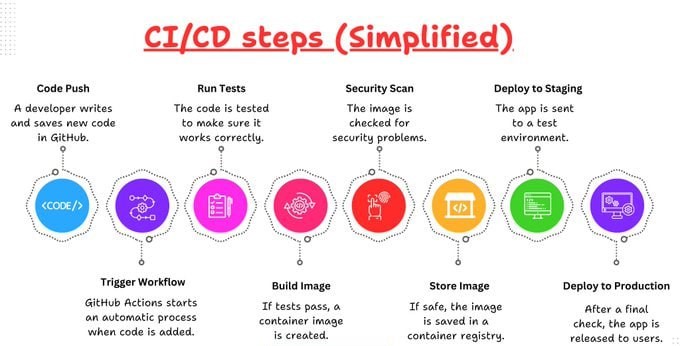 CI/CD steps (Simplified)
Code Push
A developer writes
and saves new code
in GitHub.
Run Tests
The code is tested
to make sure it
works correctly.
Security Scan
The image is
checked for
security problems.
Deploy to Staging
The app is sent
to a test
environment.
<CODE/>
</>
Trigger Workflow
GitHub Actions starts
an automatic process
when code is added.
Build Image
If tests pass, a
container image
is created.
Store Image
If safe, the image
is saved in a
container registry.
Deploy to Production
After a final
check, the app is
released to users.